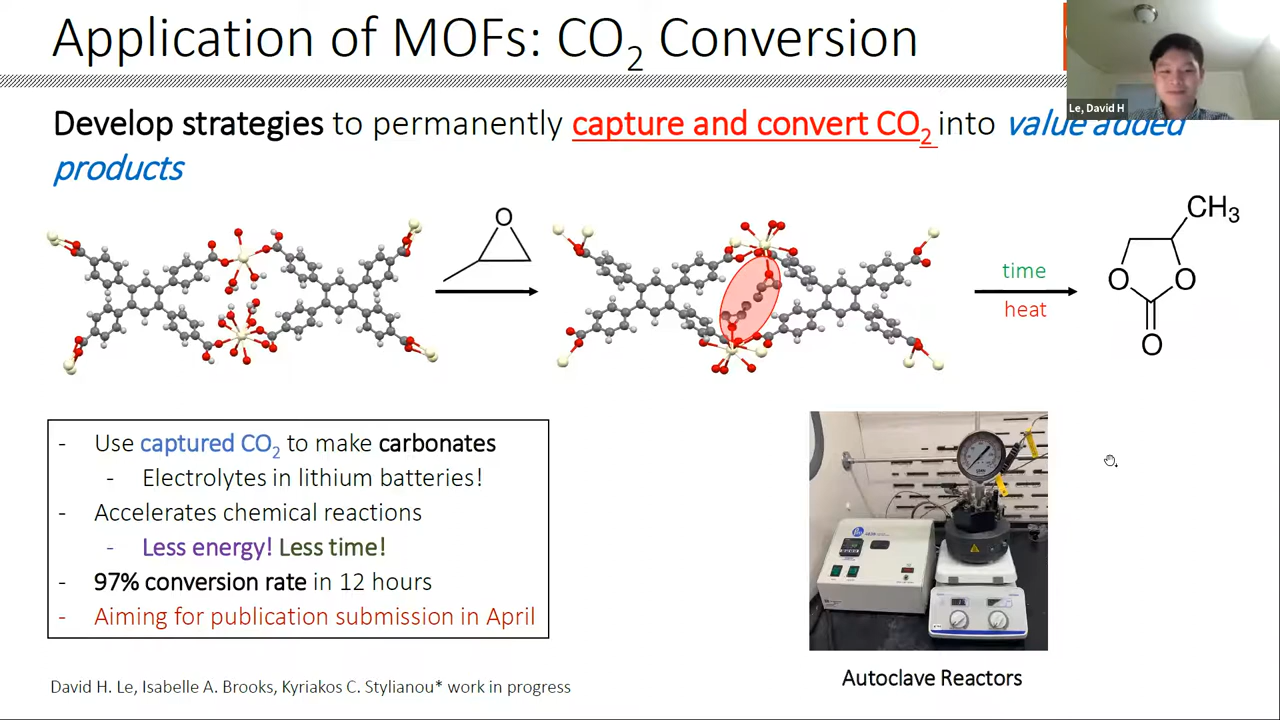 Application of MOFs: CO2 Conversion
Le, David H
Develop strategies to permanently capture and convert CO2 into value added
products
O
CH3
time
O
O
heat
O
- Use captured CO2 to make carbonates
- Electrolytes in lithium batteries!
- Accelerates chemical reactions
- Less energy! Less time!
- 97% conversion rate in 12 hours
- Aiming for publication submission in April
Autoclave Reactors
David H. Le, Isabelle A. Brooks, Kyriakos C. Stylianou* work in progress